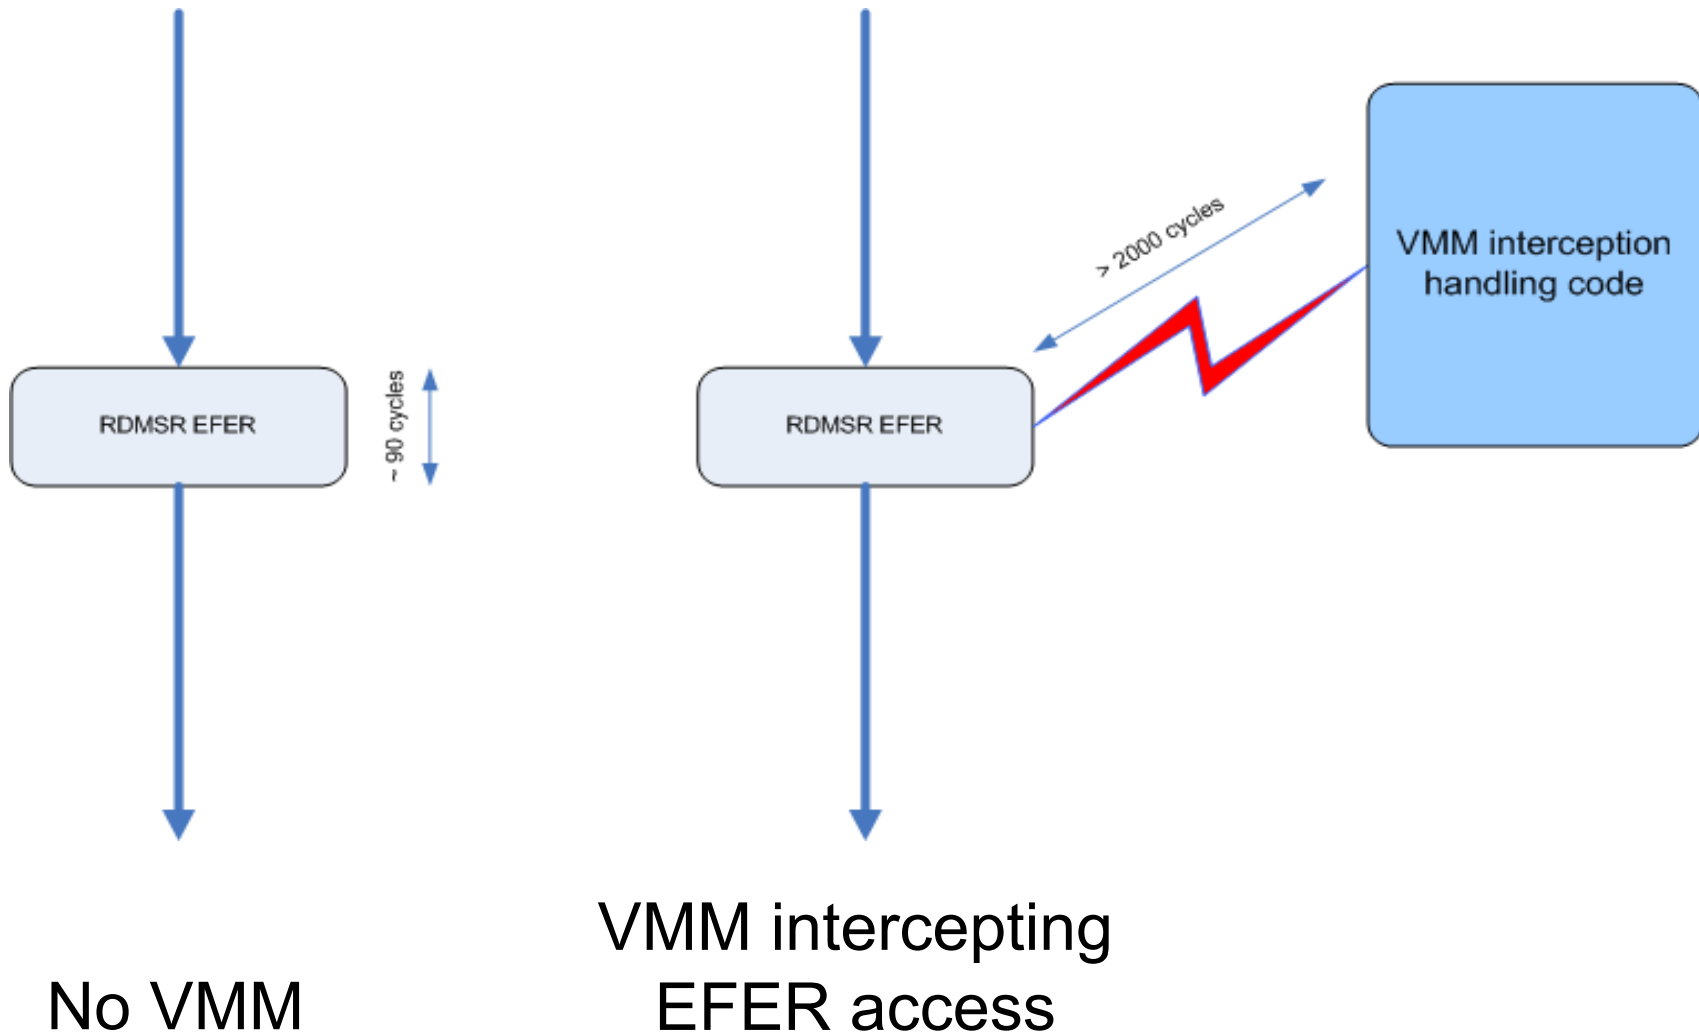 RDMSR EFER
~ 90 cycles
No VMM
RDMSR EFER
> 2000 cycles
VMM interception
handling code
VMM intercepting
EFER access